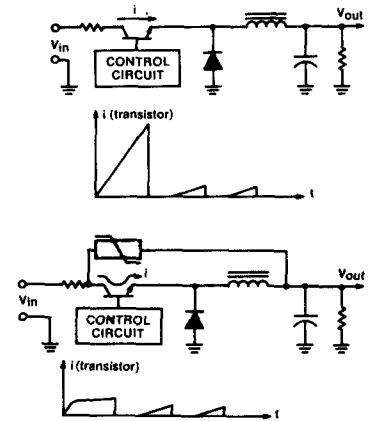 i
Vout
Vin
CONTROL
CIRCUIT
i (transistor)
t
i
Vout
Vin
CONTROL
CIRCUIT
i (transistor)
t